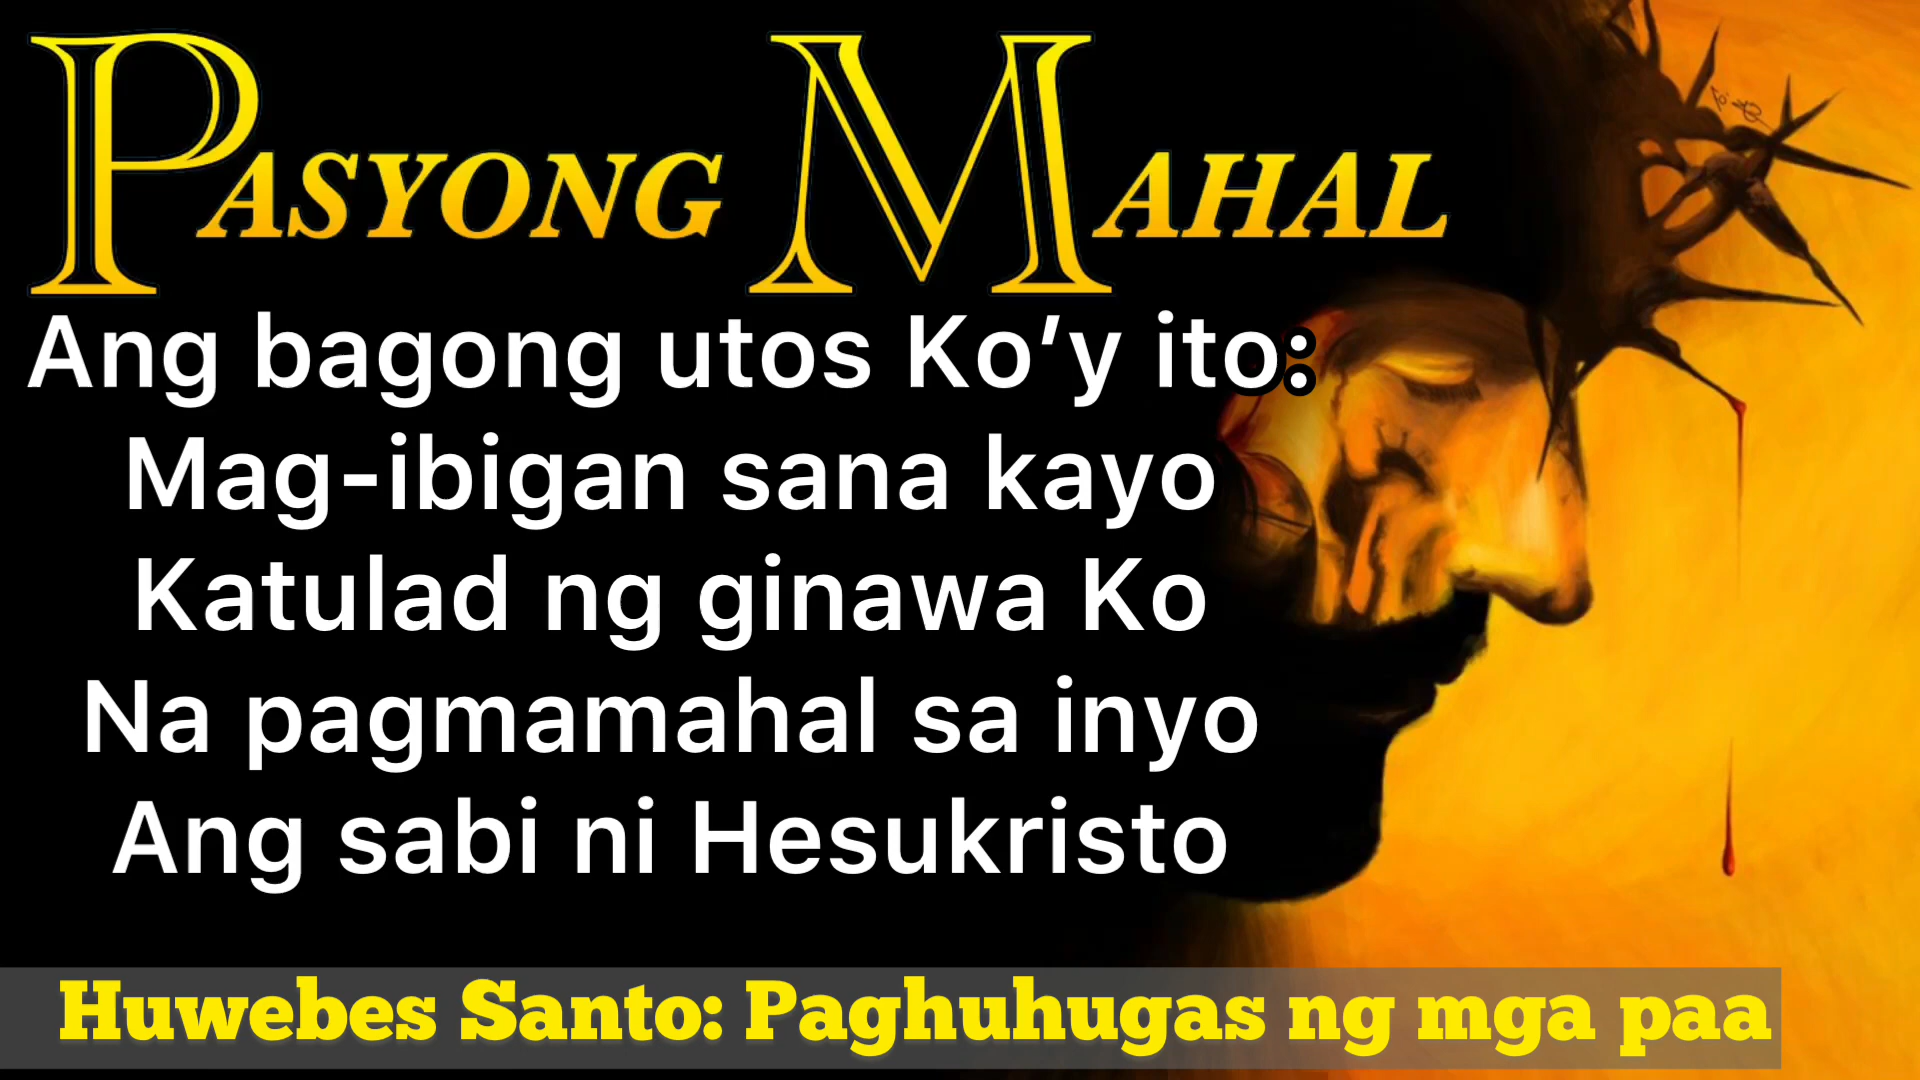 PASYONG MAHAL
Ang bagong utos Ko’y ito:
Mag-ibigan sana kayo
Katulad ng ginawa Ko
Na pagmamahal sa inyo
Ang sabi ni Hesukristo
Huwebes Santo: Paghuhugas ng mga paa